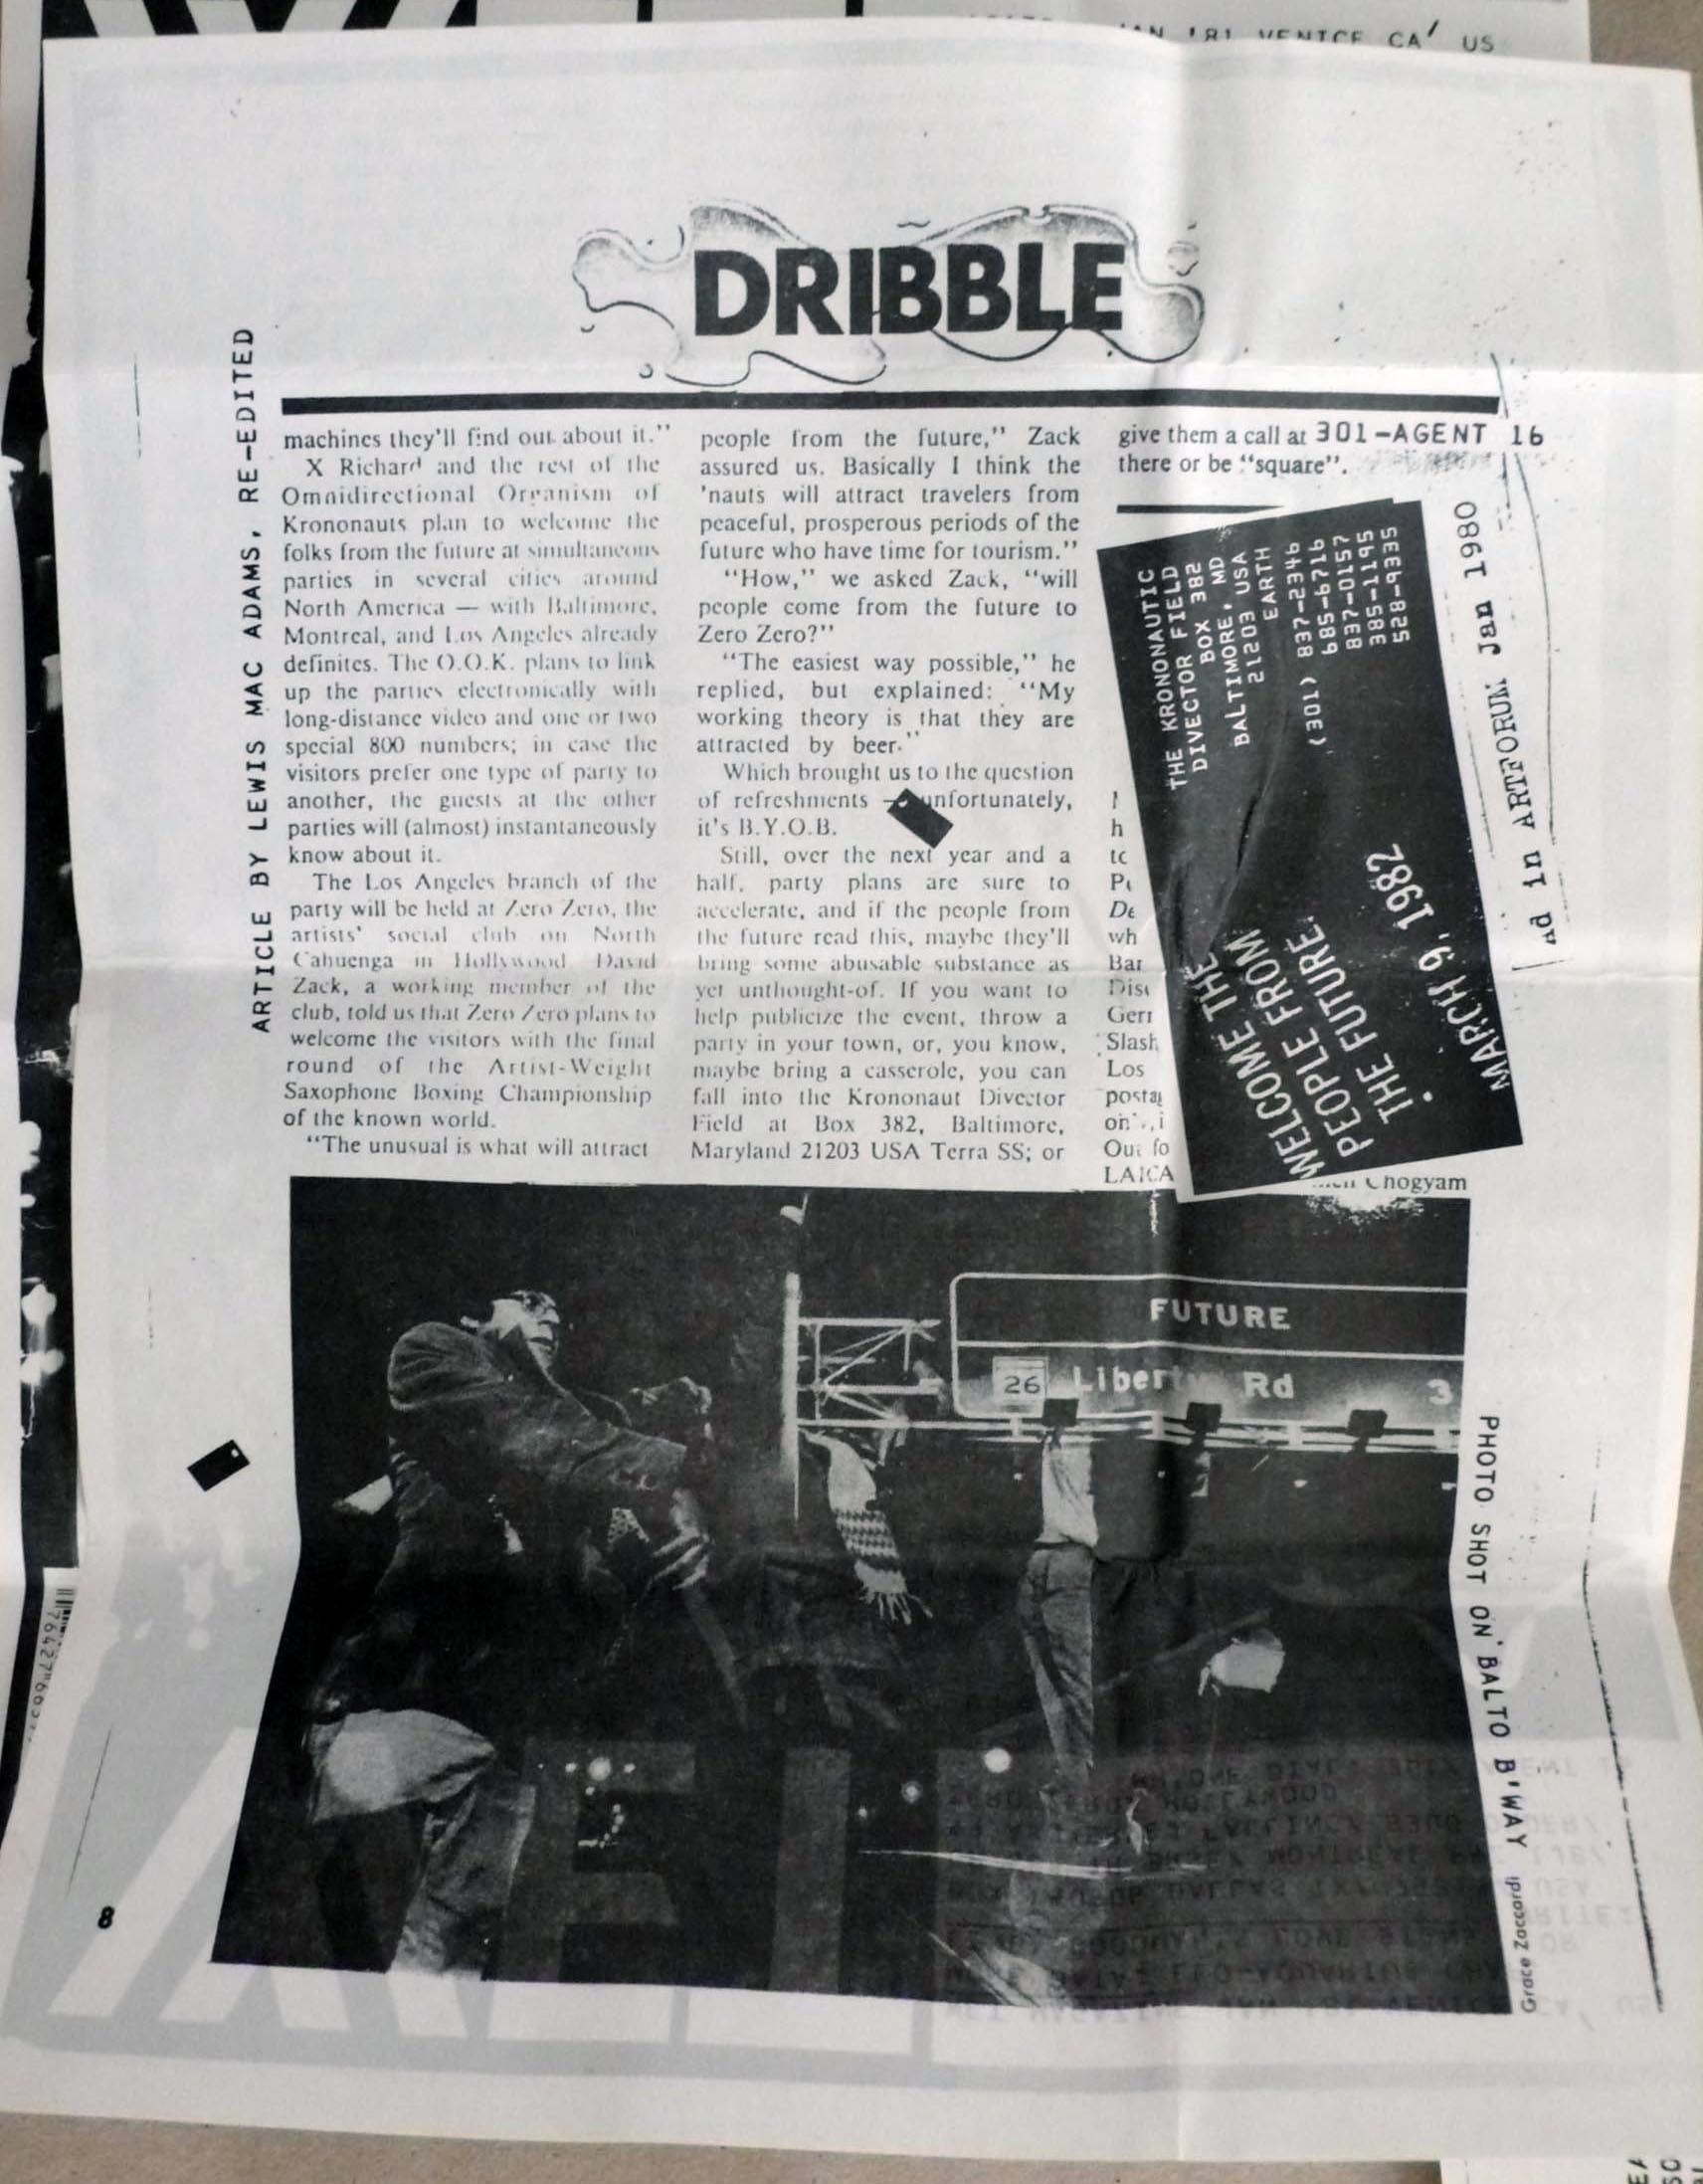 VENICE CA' US
DRIBBLE
ARTICLE BY LEWIS MAC ADAMS, RE-EDITED
machines they'll find out about it."
X Richard and the rest of the
Omnidirectional Organism of
Krononauts plan to welcome the
folks from the future at simultaneous
parties in several cities around
North America — with Baltimore,
Montreal, and Los Angeles already
definites. The O.O.K. plans to link
up the parties electronically with
long-distance video and one or two
special 800 numbers; in case the
visitors prefer one type of party to
another, the guests at the other
parties will (almost) instantaneously
know about it.
The Los Angeles branch of the
party will be held at Zero Zero, the
artists' social club on North
Cahuenga in Hollywood David
Zack, a working member of the
club, told us that Zero Zero plans to
welcome the visitors with the final
round of the Artist-Weight
Saxophone Boxing Championship
of the known world.
"The unusual is what will attract
people from the future," Zack
assured us. Basically I think the
'nauts will attract travelers from
peaceful, prosperous periods of the
future who have time for tourism."
"How," we asked Zack, "will
people come from the future to
Zero Zero?"
"The easiest way possible," he
replied, but explained: "My
working theory is that they are
attracted by beer."
Which brought us to the question
of refreshments — unfortunately,
it's B.Y.O.B.
Still, over the next year and a
half, party plans are sure to
accelerate, and if the people from
the future read this, maybe they'll
bring some abusable substance as
yet unthought-of. If you want to
help publicize the event, throw a
party in your town, or, you know,
maybe bring a casserole, you can
fall into the Krononaut Divector
Field at Box 382, Baltimore,
Maryland 21203 USA Terra SS; or
give them a call at 301-AGENT 16
there or be "square".
THE KRONONAUTIC
DIVECTOR FIELD
BOX 382
BALTIMORE, MD
21203 USA
EARTH
(301) 837-2346
685-6716
837-0157
385-1195
528-9335
WELCOME THE
PEOPLE FROM
THE FUTURE.
MARCH 9, 1982
Ad in ARTFORUM Jan 1980
h
wh
Bar
Gerr
Slash
Los
Out fo
LAICA
Chogyam
FUTURE
26 Liberty Rd 3
PHOTO SHOT ON BALTO B'WAY
Grace Zaccardi
8